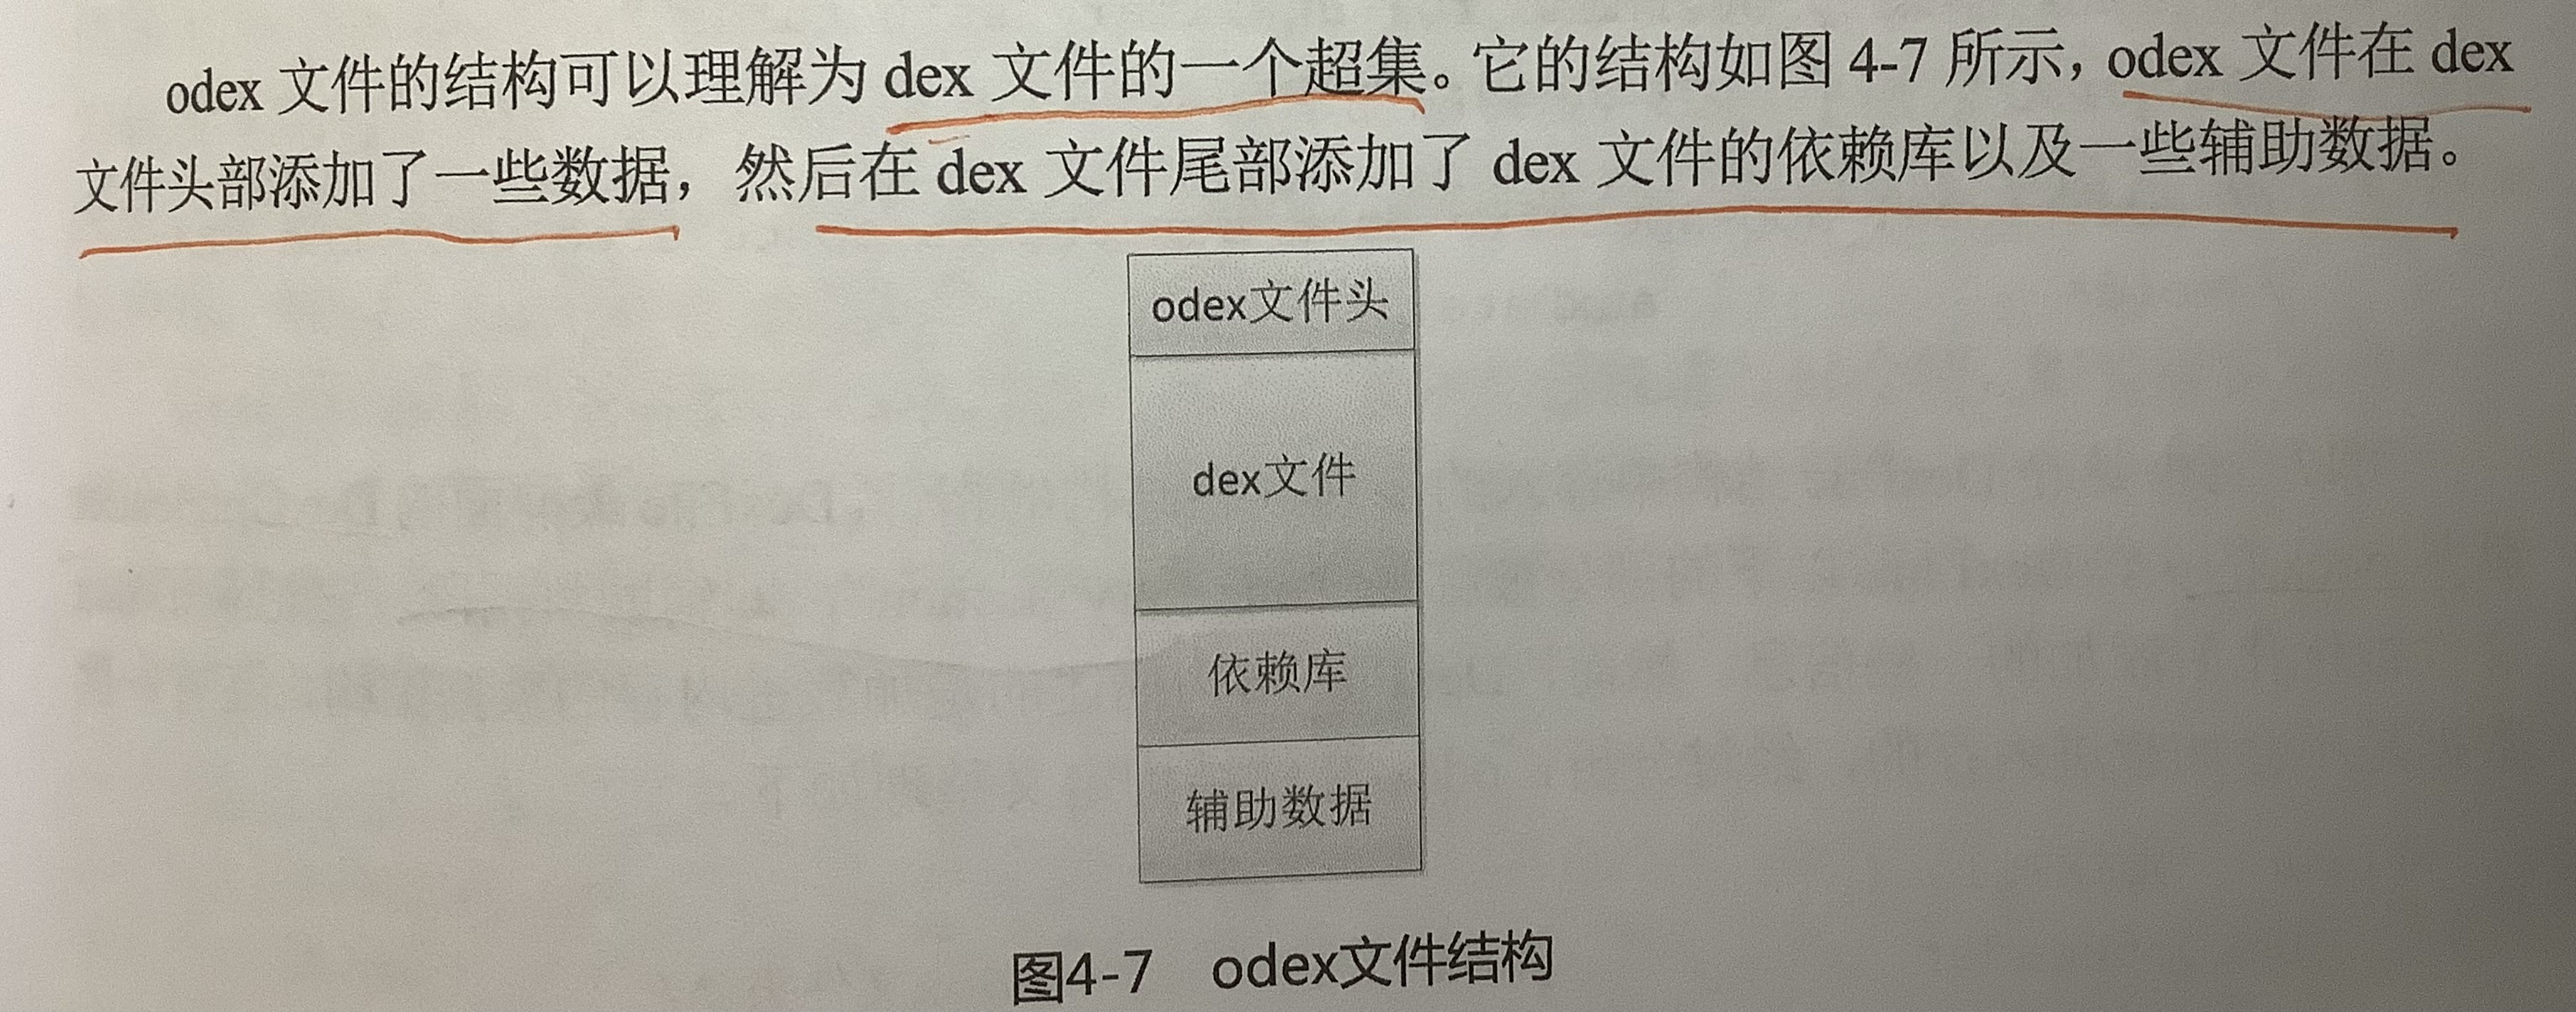 odex 文件的结构可以理解为 dex 文件的一个超集。它的结构如图 4-7 所示，odex 文件在 dex
文件头部添加了一些数据，然后在 dex 文件尾部添加了 dex 文件的依赖库以及一些辅助数据。
odex文件头
dex文件
依赖库
辅助数据
图4-7 odex文件结构